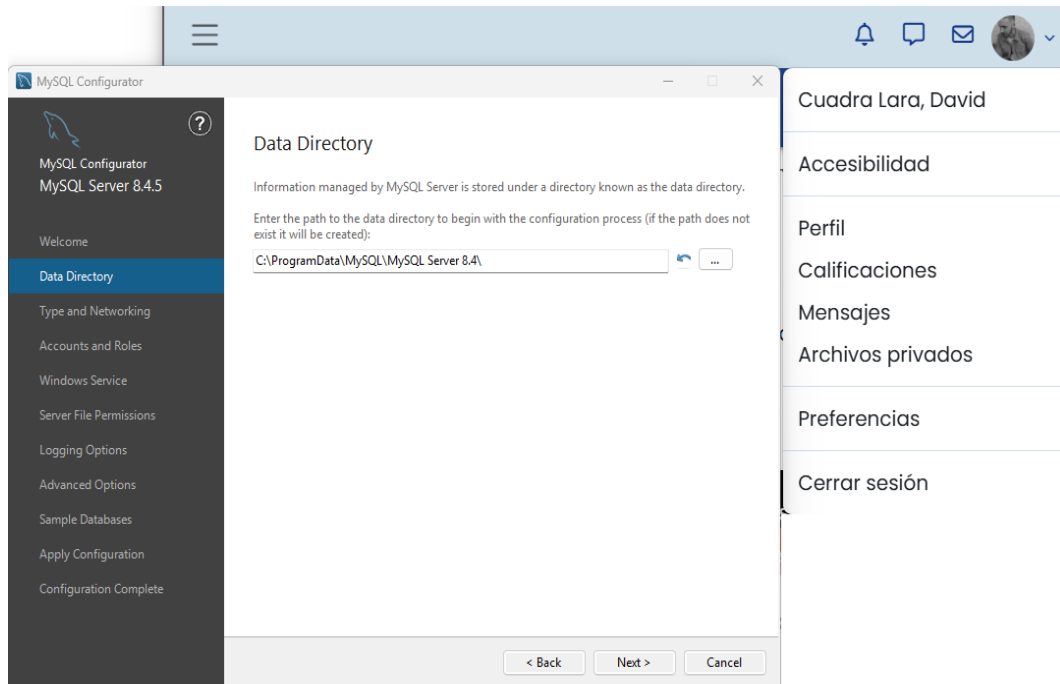 MySQL Configurator
?
MySQL Configurator
MySQL Server 8.4.5
Welcome
Data Directory
Type and Networking
Accounts and Roles
Windows Service
Server File Permissions
Logging Options
Advanced Options
Sample Databases
Apply Configuration
Configuration Complete
Data Directory
Information managed by MySQL Server is stored under a directory known as the data directory.
Enter the path to the data directory to begin with the configuration process (if the path does not
exist it will be created):
C:\ProgramData\MySQL\MySQL Server 8.4\
...
< Back
Next >
Cancel
Cuadra Lara, David
Accesibilidad
Perfil
Calificaciones
Mensajes
Archivos privados
Preferencias
Cerrar sesión